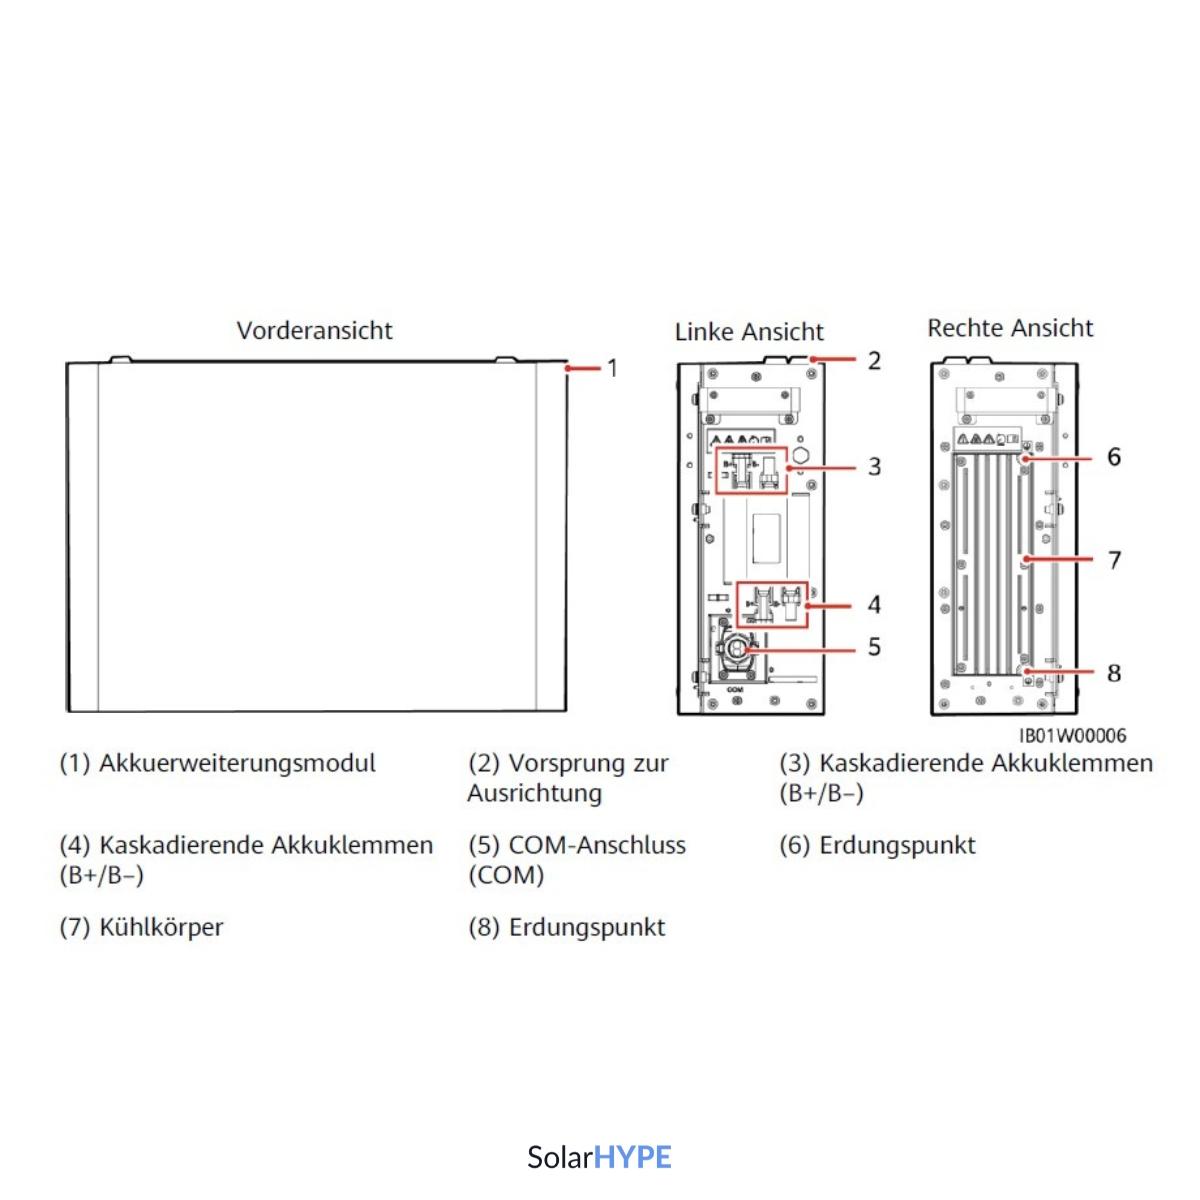 Vorderansicht
Linke Ansicht
Rechte Ansicht
1
2
3
4
5
6
7
8
COM
IB01W00006
(1) Akkuerweiterungsmodul
(2) Vorsprung zur
Ausrichtung
(3) Kaskadierende Akkuklemmen
(B+/B–)
(4) Kaskadierende Akkuklemmen
(B+/B–)
(5) COM-Anschluss
(COM)
(6) Erdungspunkt
(7) Kühlkörper
(8) Erdungspunkt
SolarHYPE